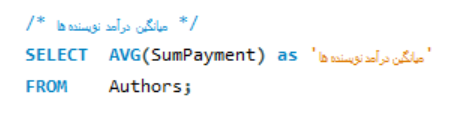 /* میانگین درآمد نویسنده ها */
SELECT AVG(SumPayment) as 'میانگین درآمد نویسنده ها'
FROM Authors;